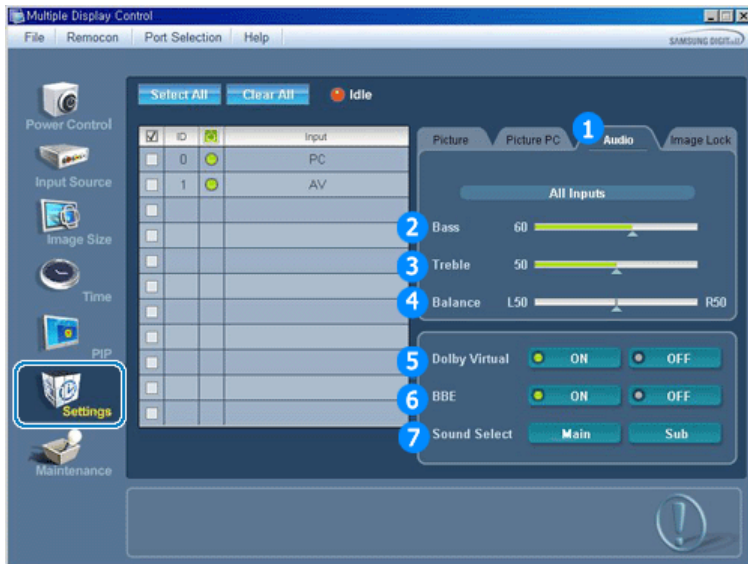 Multiple Display Control
File Remocon Port Selection Help
SAMSUNG DIGITall
Select All Clear All Idle
Power Control
Input Source
Image Size
Time
PIP
Settings
Maintenance
ID Input
0 PC
1 AV
Picture Picture PC 1 Audio Image Lock
All Inputs
2 Bass 60
3 Treble 50
4 Balance L50 R50
5 Dolby Virtual ON OFF
6 BBE ON OFF
7 Sound Select Main Sub